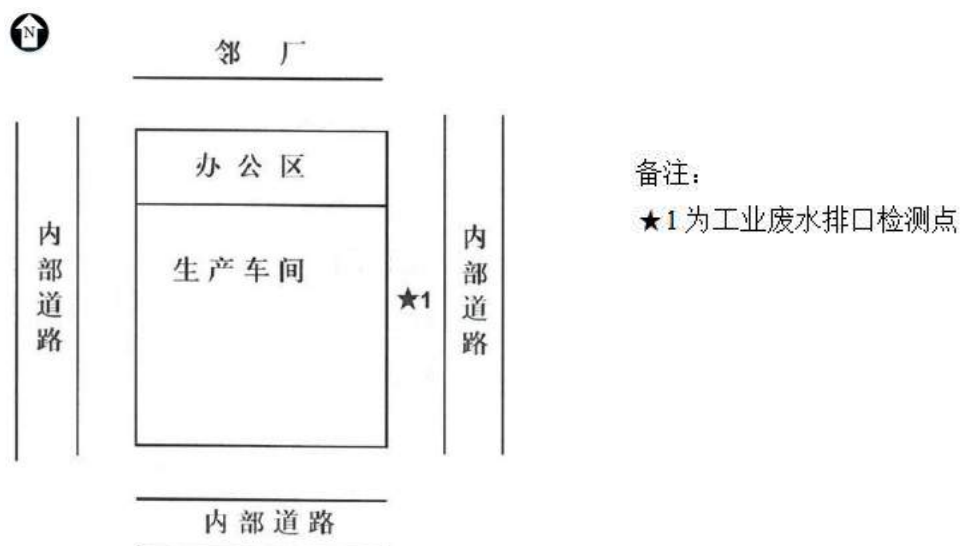 N
邻 厂
办 公 区
备注：
★1 为工业废水排口检测点
内部道路
生产车间
★1
内部道路
内部道路